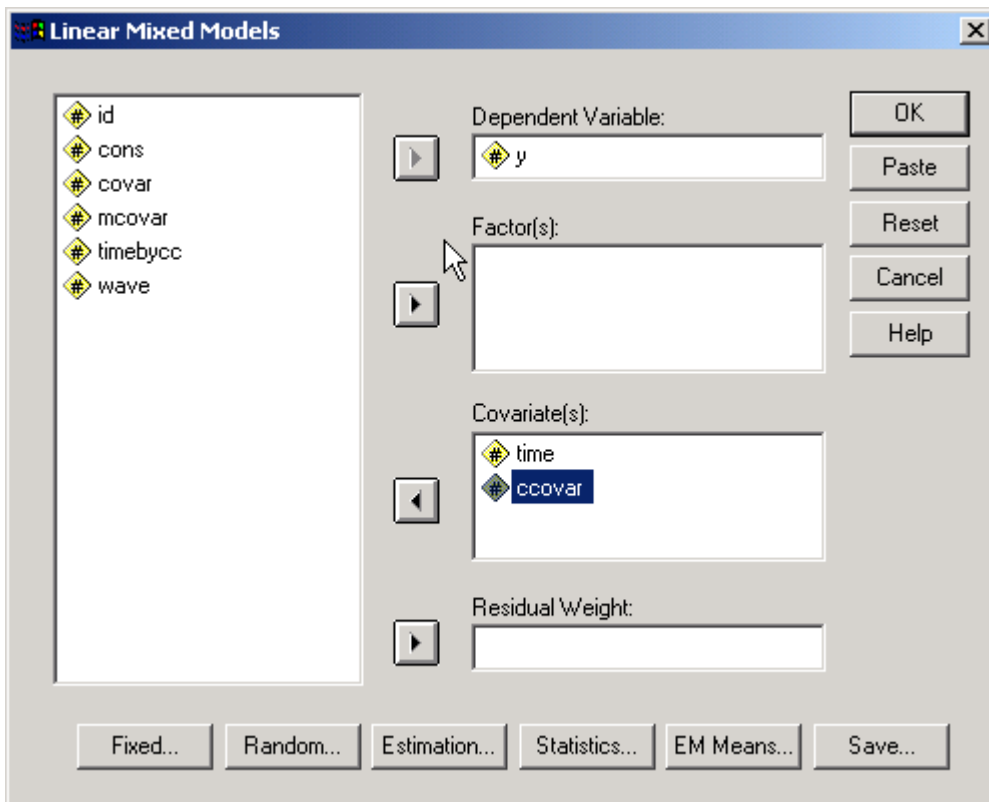 Linear Mixed Models
id
cons
covar
mcovar
timebycc
wave
Dependent Variable:
y
Factor(s):
Covariate(s):
time
ccovar
Residual Weight:
OK
Paste
Reset
Cancel
Help
Fixed...
Random...
Estimation...
Statistics...
EM Means...
Save...